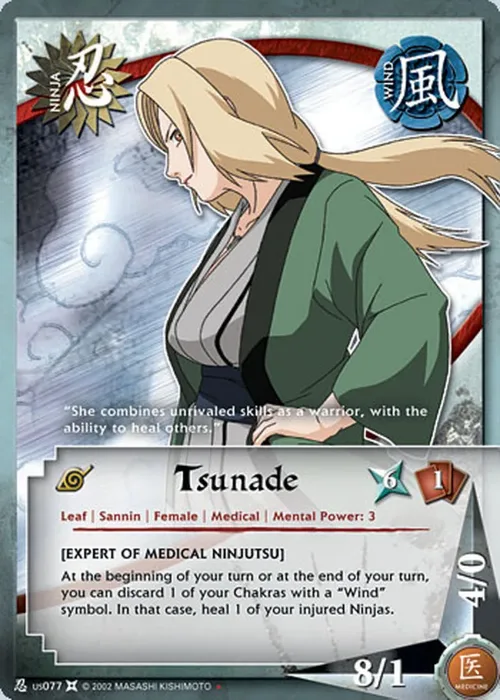 NINJA
忍
WIND
風
"She combines unrivaled skills as a warrior, with the
ability to heal others."
Tsunade
6
1
Leaf | Sannin | Female | Medical | Mental Power: 3
[EXPERT OF MEDICAL NINJUTSU]
At the beginning of your turn or at the end of your turn,
you can discard 1 of your Chakras with a "Wind"
symbol. In that case, heal 1 of your injured Ninjas.
4/0
8/1
医
MEDICINE
忍 US077 © 2002 MASASHI KISHIMOTO